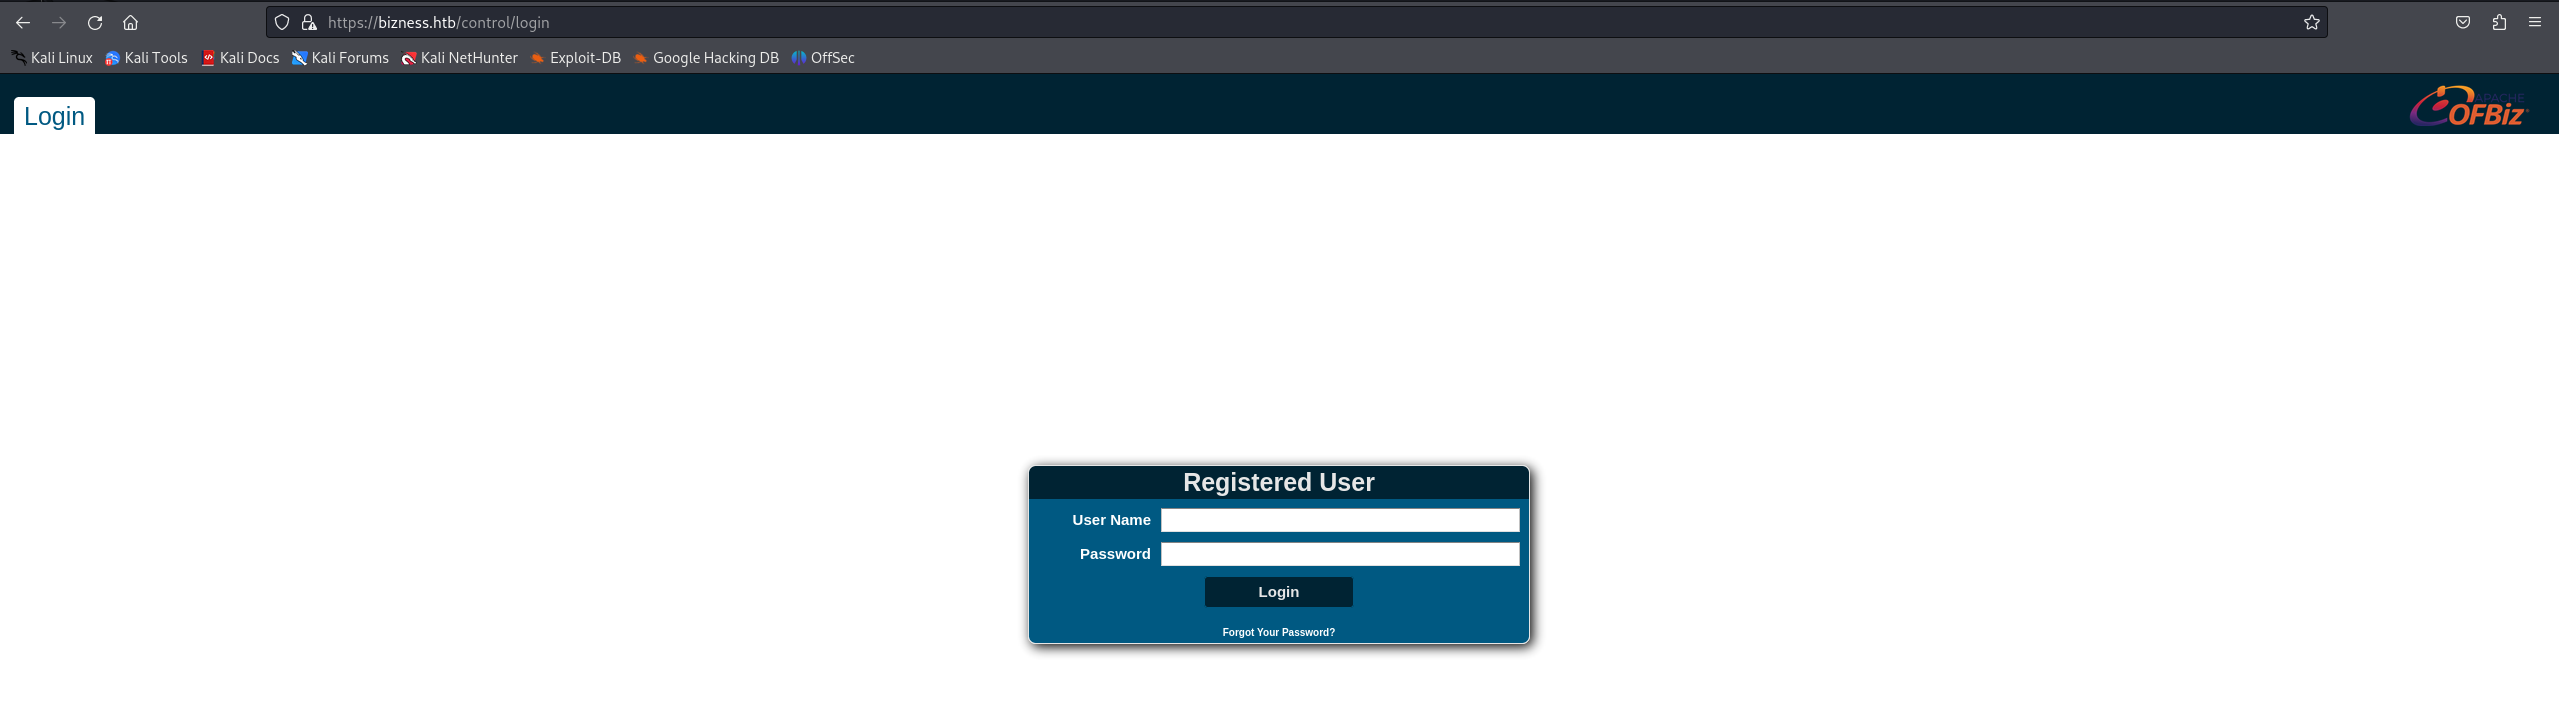 https://bizness.htb/control/login
Kali Linux Kali Tools Kali Docs Kali Forums Kali NetHunter Exploit-DB Google Hacking DB OffSec
Login
APACHE
OFBiz
Registered User
User Name
Password
Login
Forgot Your Password?